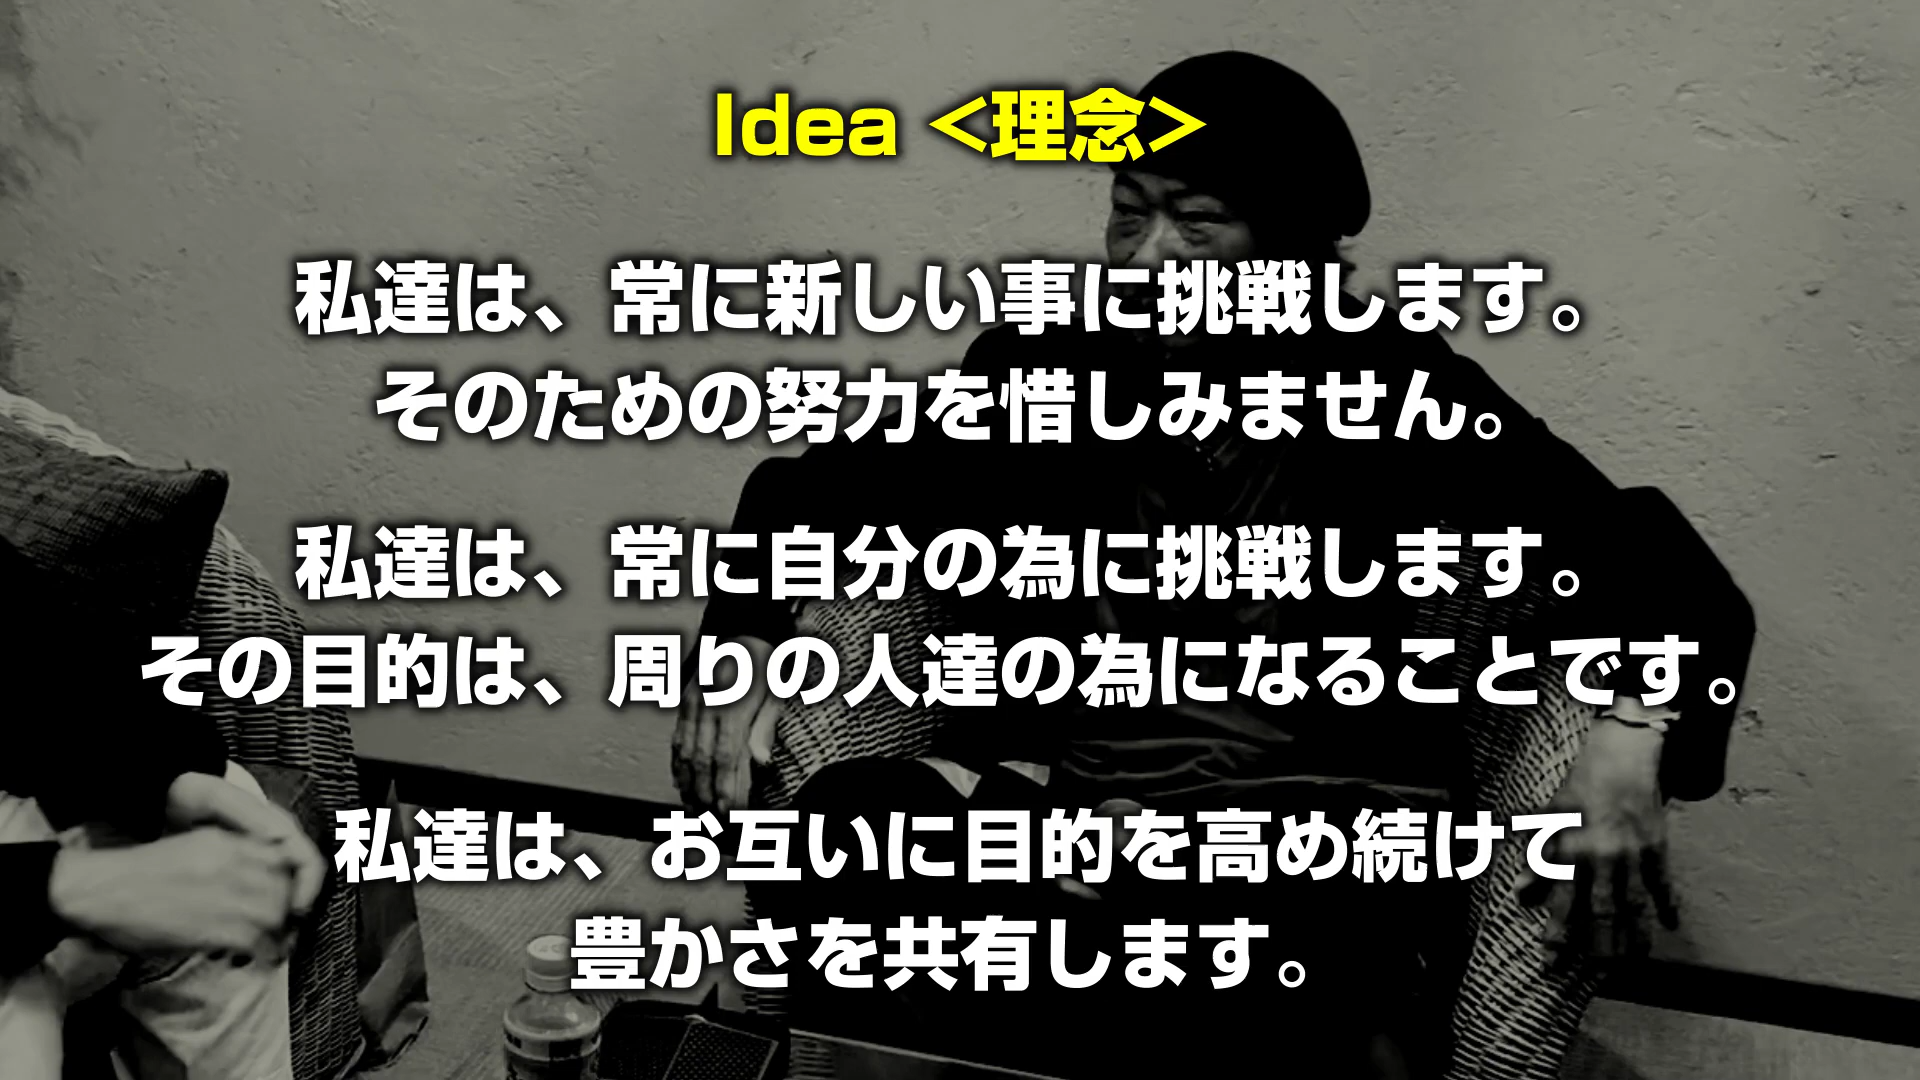 Idea <理念>
私達は、常に新しい事に挑戦します。
そのための努力を惜しみません。
私達は、常に自分の為に挑戦します。
その目的は、周りの人達の為になることです。
私達は、お互いに目的を高め続けて
豊かさを共有します。